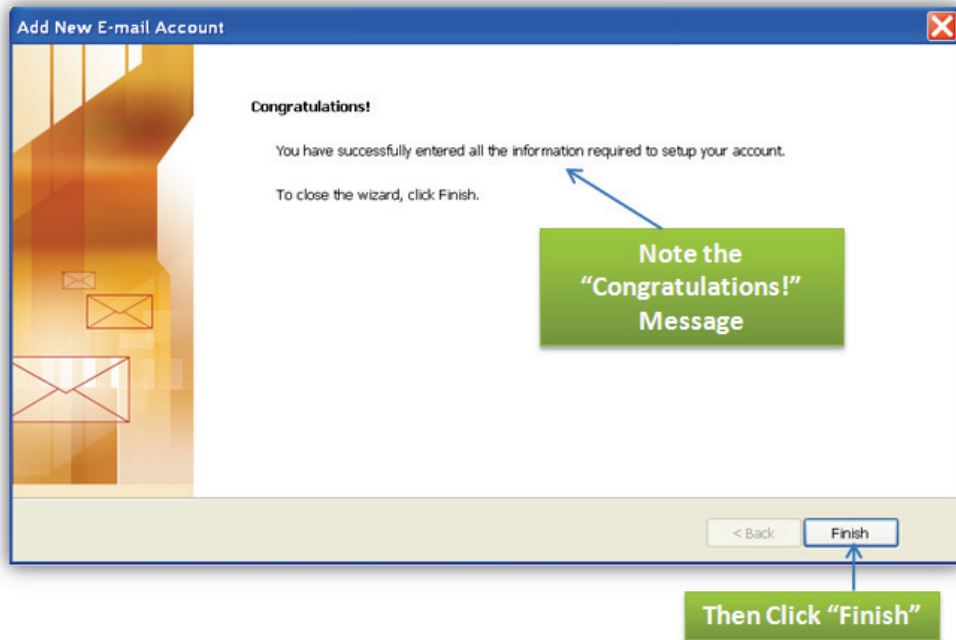 Add New E-mail Account
Congratulations!
You have successfully entered all the information required to setup your account.
To close the wizard, click Finish.
Note the
“Congratulations!”
Message
< Back Finish
Then Click “Finish”